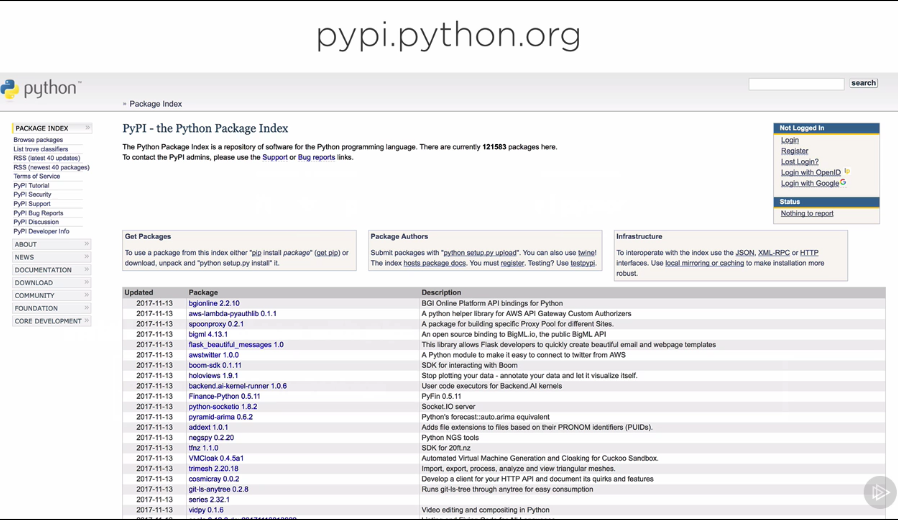 pypi.python.org
python™
search
» Package Index
PACKAGE INDEX »
Browse packages
List trove classifiers
RSS (latest 40 updates)
RSS (newest 40 packages)
Terms of Service
PyPI Tutorial
PyPI Security
PyPI Support
PyPI Bug Reports
PyPI Discussion
PyPI Developer Info
ABOUT »
NEWS »
DOCUMENTATION »
DOWNLOAD »
COMMUNITY »
FOUNDATION »
CORE DEVELOPMENT »
PyPI - the Python Package Index
The Python Package Index is a repository of software for the Python programming language. There are currently 121583 packages here.
To contact the PyPI admins, please use the Support or Bug reports links.
Not Logged In
Login
Register
Lost Login?
Login with OpenID
Login with Google
Status
Nothing to report
Get Packages
To use a package from this index either "pip install package" (get pip) or
download, unpack and "python setup.py install" it.
Package Authors
Submit packages with "python setup.py upload". You can also use twine!
The index hosts package docs. You must register. Testing? Use testpypi.
Infrastructure
To interoperate with the index use the JSON, XML-RPC or HTTP
interfaces. Use local mirroring or caching to make installation more
robust.
Updated Package Description
2017-11-13 bgionline 2.2.10 BGI Online Platform API bindings for Python
2017-11-13 aws-lambda-pyauthlib 0.1.1 A python helper library for AWS API Gateway Custom Authorizers
2017-11-13 spoonproxy 0.2.1 A package for building specific Proxy Pool for different Sites.
2017-11-13 bigml 4.13.1 An open source binding to BigML.io, the public BigML API
2017-11-13 flask_beautiful_messages 1.0 This library allows Flask developers to quickly create beautiful email and webpage templates
2017-11-13 awstwitter 1.0.0 A Python module to make it easy to connect to twitter from AWS
2017-11-13 boom-sdk 0.1.11 SDK for interacting with Boom
2017-11-13 holoviews 1.9.1 Stop plotting your data - annotate your data and let it visualize itself.
2017-11-13 backend.ai-kernel-runner 1.0.6 User code executors for Backend.AI kernels
2017-11-13 Finance-Python 0.5.11 PyFin 0.5.11
2017-11-13 python-socketio 1.8.2 Socket.IO server
2017-11-13 pyramid-arima 0.6.2 Python's forecast::auto.arima equivalent
2017-11-13 addext 1.0.1 Adds file extensions to files based on their PRONOM identifiers (PUIDs).
2017-11-13 negspy 0.2.20 Python NGS tools
2017-11-13 tfnz 1.1.0 SDK for 20ft.nz
2017-11-13 VMCloak 0.4.5a1 Automated Virtual Machine Generation and Cloaking for Cuckoo Sandbox.
2017-11-13 trimesh 2.20.18 Import, export, process, analyze and view triangular meshes.
2017-11-13 cosmicray 0.0.2 Develop a client for your HTTP API and document its quirks and features
2017-11-13 git-ls-anytree 0.2.8 Runs git-ls-tree through anytree for easy consumption
2017-11-13 series 2.32.1
2017-11-13 vidpy 0.1.6 Video editing and compositing in Python